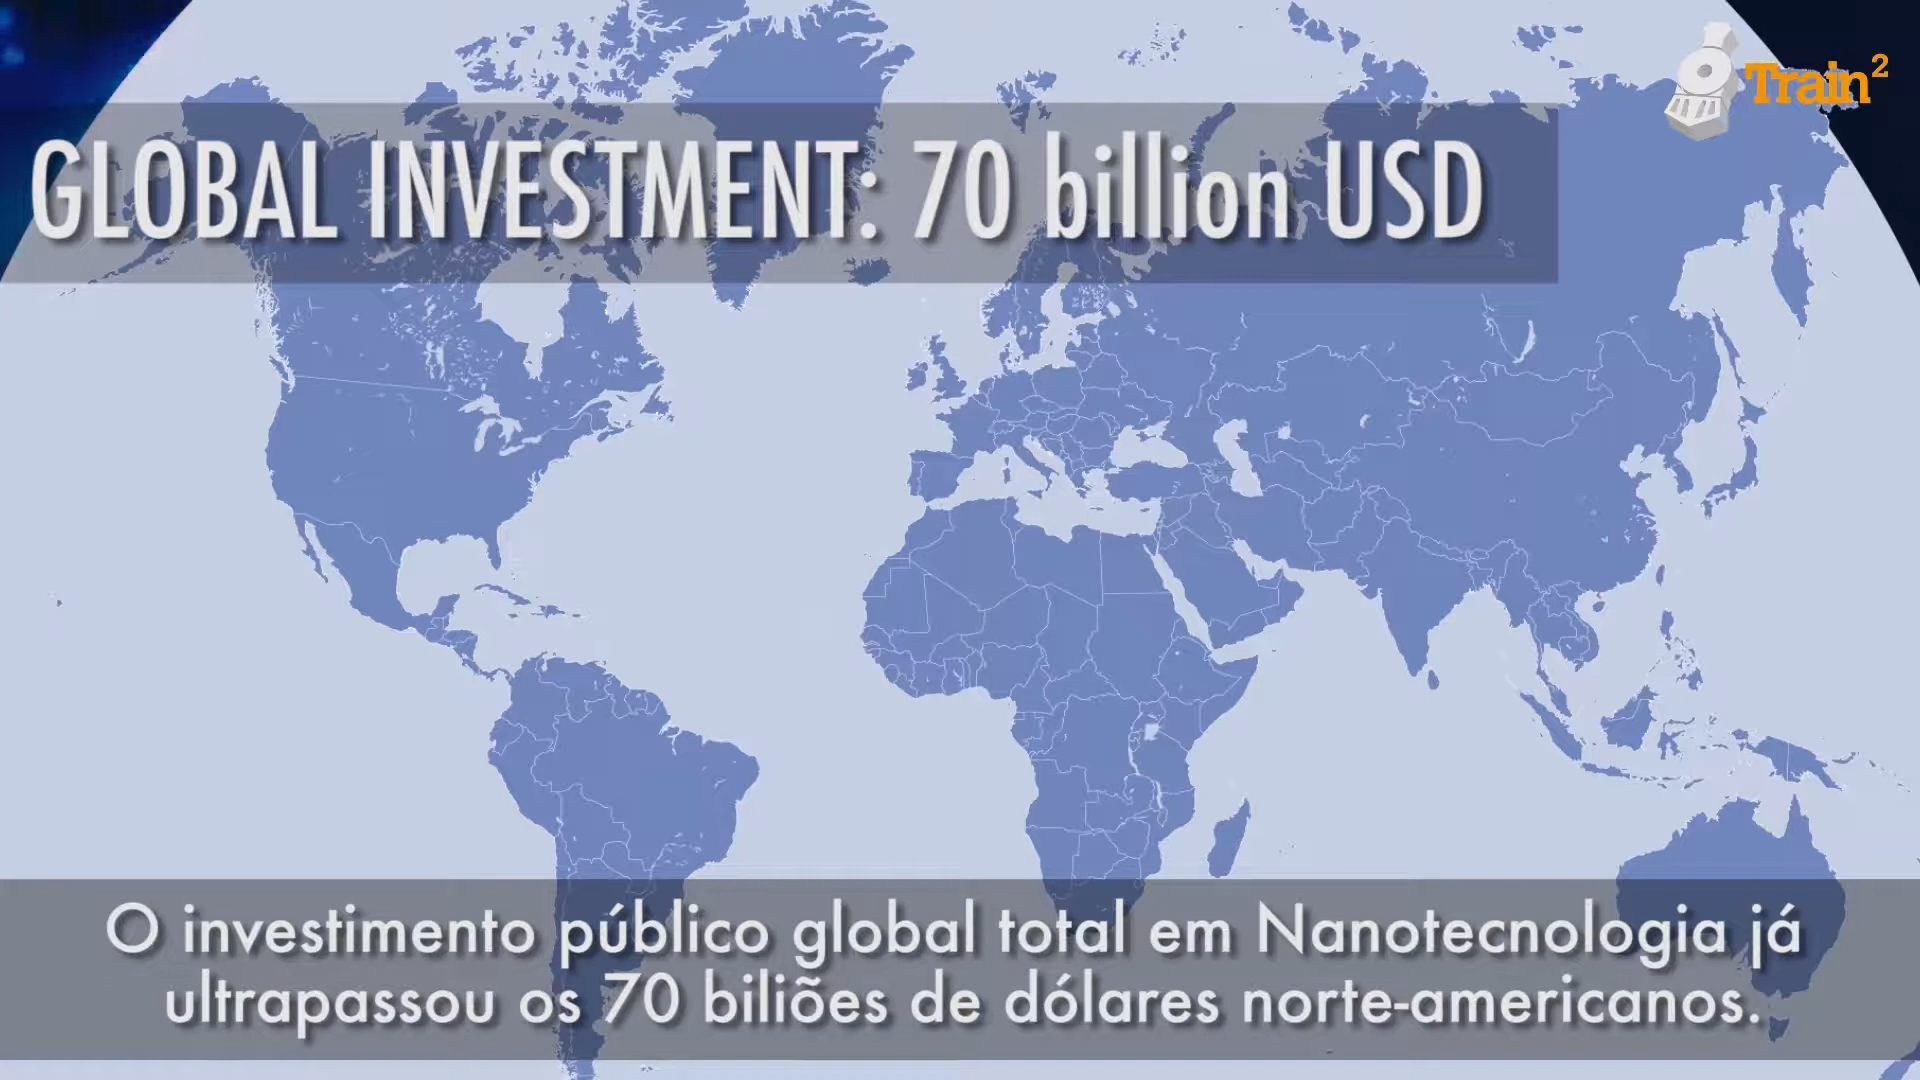 Train²
GLOBAL INVESTMENT: 70 billion USD
O investimento público global total em Nanotecnologia já
ultrapassou os 70 biliões de dólares norte-americanos.